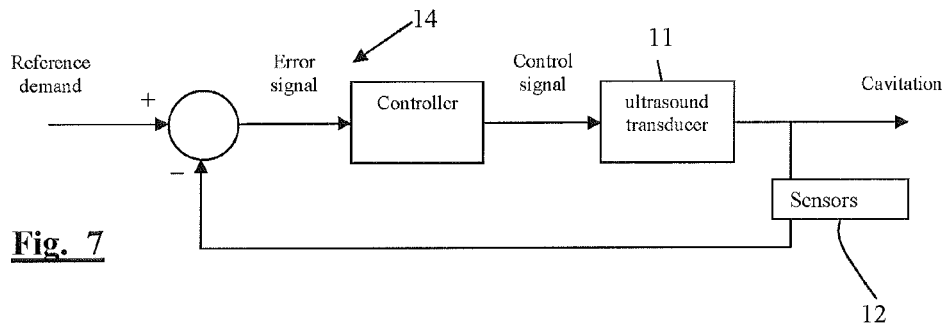 14
11
Reference
demand
Error
signal
Control
signal
Cavitation
+
Controller
ultrasound
transducer
−
Sensors
Fig. 7
12